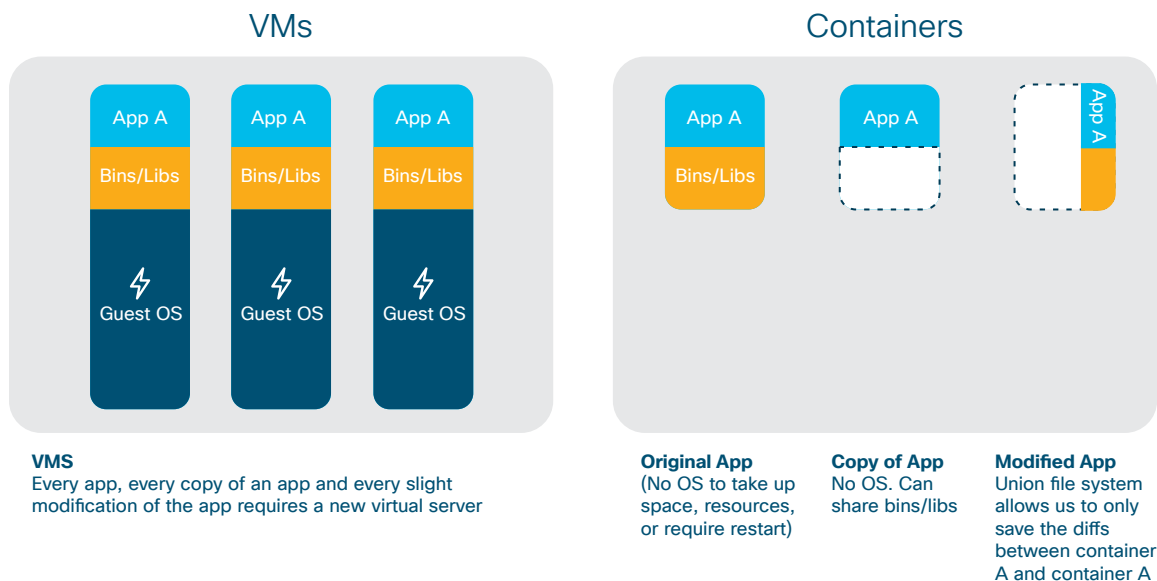 VMs
App A
Bins/Libs
Guest OS
App A
Bins/Libs
Guest OS
App A
Bins/Libs
Guest OS
VMS
Every app, every copy of an app and every slight
modification of the app requires a new virtual server
Containers
App A
Bins/Libs
App A
App A
Original App
(No OS to take up
space, resources,
or require restart)
Copy of App
No OS. Can
share bins/libs
Modified App
Union file system
allows us to only
save the diffs
between container
A and container A